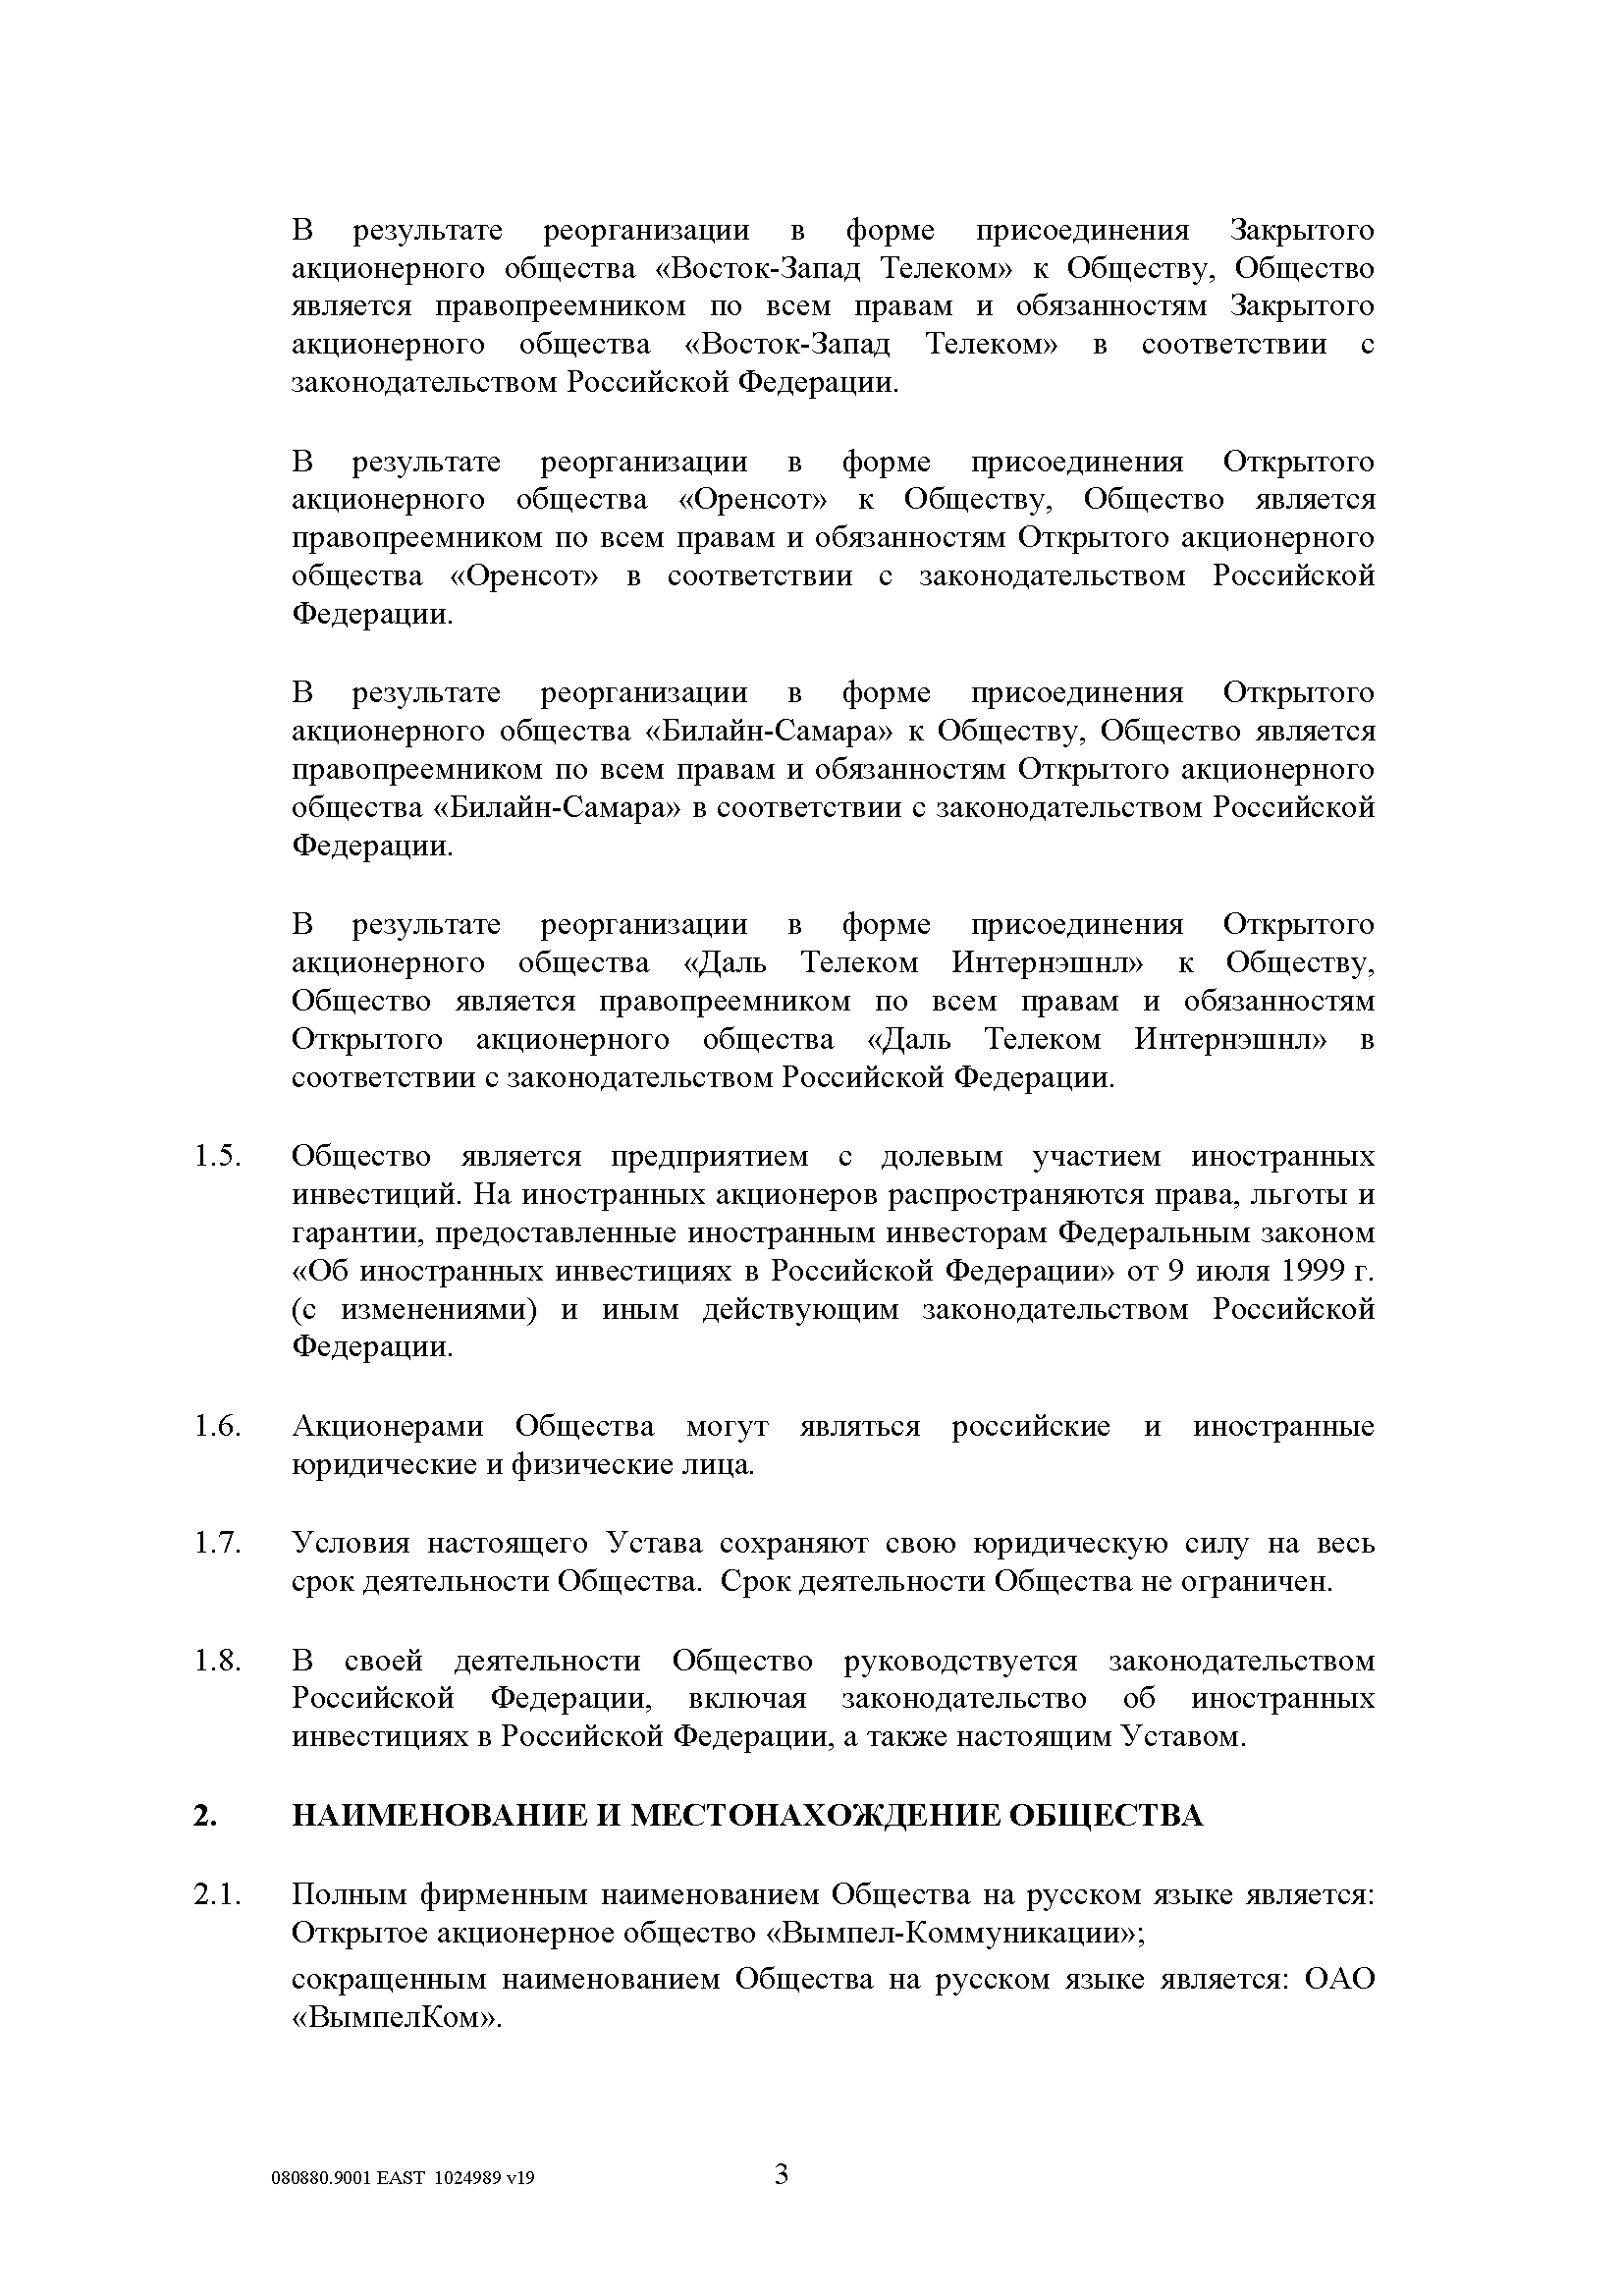 В результате реорганизации в форме присоединения Закрытого
акционерного общества «Восток-Запад Телеком» к Обществу, Общество
является правопреемником по всем правам и обязанностям Закрытого
акционерного общества «Восток-Запад Телеком» в соответствии с
законодательством Российской Федерации.
В результате реорганизации в форме присоединения Открытого
акционерного общества «Оренсот» к Обществу, Общество является
правопреемником по всем правам и обязанностям Открытого акционерного
общества «Оренсот» в соответствии с законодательством Российской
Федерации.
В результате реорганизации в форме присоединения Открытого
акционерного общества «Билайн-Самара» к Обществу, Общество является
правопреемником по всем правам и обязанностям Открытого акционерного
общества «Билайн-Самара» в соответствии с законодательством Российской
Федерации.
В результате реорганизации в форме присоединения Открытого
акционерного общества «Даль Телеком Интернэшнл» к Обществу,
Общество является правопреемником по всем правам и обязанностям
Открытого акционерного общества «Даль Телеком Интернэшнл» в
соответствии с законодательством Российской Федерации.
1.5. Общество является предприятием с долевым участием иностранных
инвестиций. На иностранных акционеров распространяются права, льготы и
гарантии, предоставленные иностранным инвесторам Федеральным законом
«Об иностранных инвестициях в Российской Федерации» от 9 июля 1999 г.
(с изменениями) и иным действующим законодательством Российской
Федерации.
1.6. Акционерами Общества могут являться российские и иностранные
юридические и физические лица.
1.7. Условия настоящего Устава сохраняют свою юридическую силу на весь
срок деятельности Общества. Срок деятельности Общества не ограничен.
1.8. В своей деятельности Общество руководствуется законодательством
Российской Федерации, включая законодательство об иностранных
инвестициях в Российской Федерации, а также настоящим Уставом.
2. НАИМЕНОВАНИЕ И МЕСТОНАХОЖДЕНИЕ ОБЩЕСТВА
2.1. Полным фирменным наименованием Общества на русском языке является:
Открытое акционерное общество «Вымпел-Коммуникации»;
сокращенным наименованием Общества на русском языке является: ОАО
«ВымпелКом».
080880.9001 EAST 1024989 v19 3